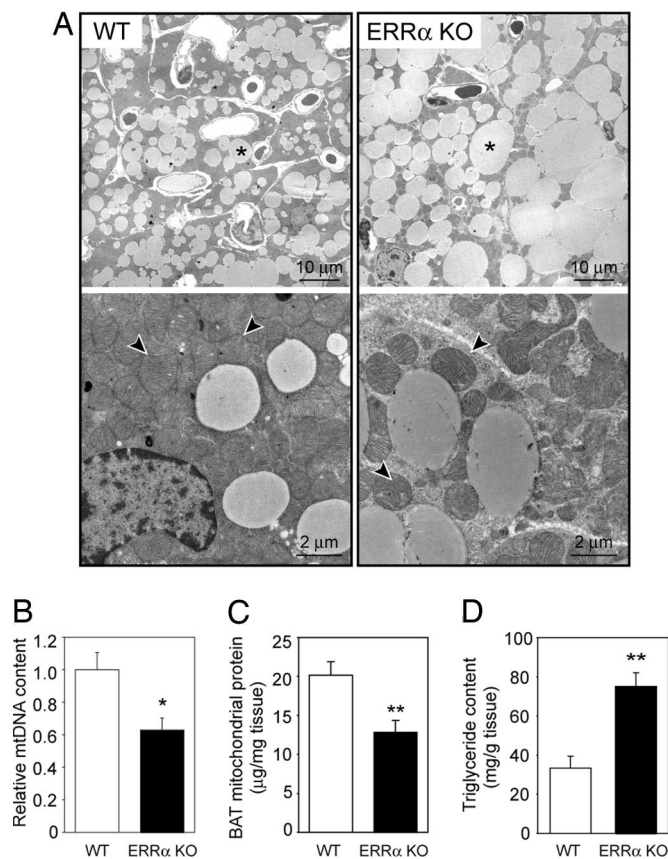 A
WT
ERRα KO
*
*
10 μm
10 μm
2 μm
2 μm
B
Relative mtDNA content
1.2
1.0
0.8
0.6
0.4
0.2
0
*
WT
ERRα KO
C
BAT mitochondrial protein
(μg/mg tissue)
25
20
15
10
5
0
**
WT
ERRα KO
D
Triglyceride content
(mg/g tissue)
100
80
60
40
20
0
**
WT
ERRα KO